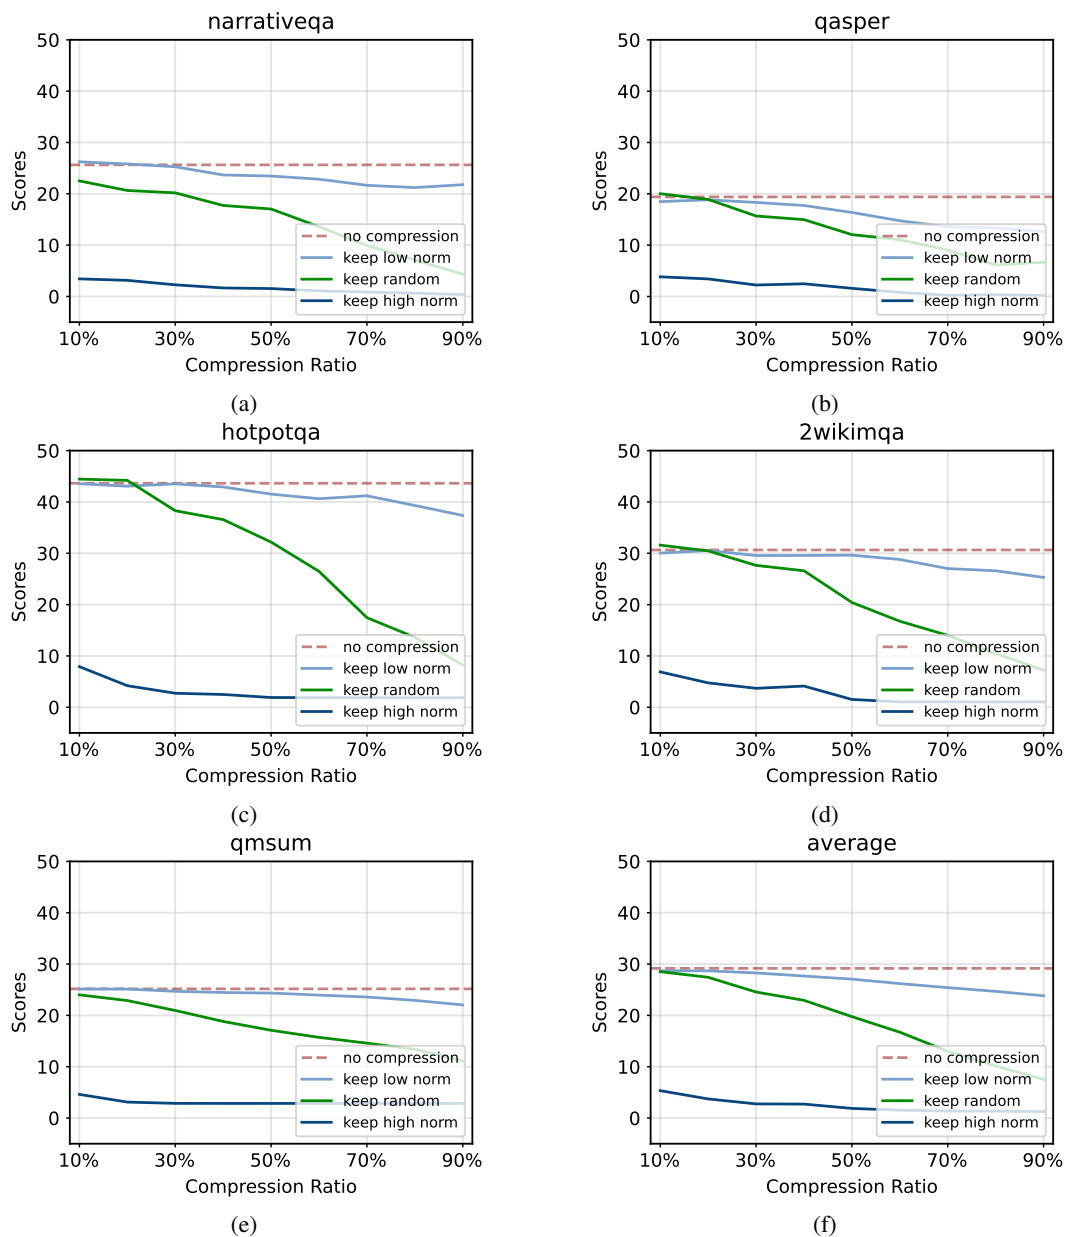 narrativeqa
50
40
30
20
10
0
Scores
no compression
keep low norm
keep random
keep high norm
10% 30% 50% 70% 90%
Compression Ratio
(a)
qasper
50
40
30
20
10
0
Scores
no compression
keep low norm
keep random
keep high norm
10% 30% 50% 70% 90%
Compression Ratio
(b)
hotpotqa
50
40
30
20
10
0
Scores
no compression
keep low norm
keep random
keep high norm
10% 30% 50% 70% 90%
Compression Ratio
(c)
2wikimqa
50
40
30
20
10
0
Scores
no compression
keep low norm
keep random
keep high norm
10% 30% 50% 70% 90%
Compression Ratio
(d)
qmsum
50
40
30
20
10
0
Scores
no compression
keep low norm
keep random
keep high norm
10% 30% 50% 70% 90%
Compression Ratio
(e)
average
50
40
30
20
10
0
Scores
no compression
keep low norm
keep random
keep high norm
10% 30% 50% 70% 90%
Compression Ratio
(f)